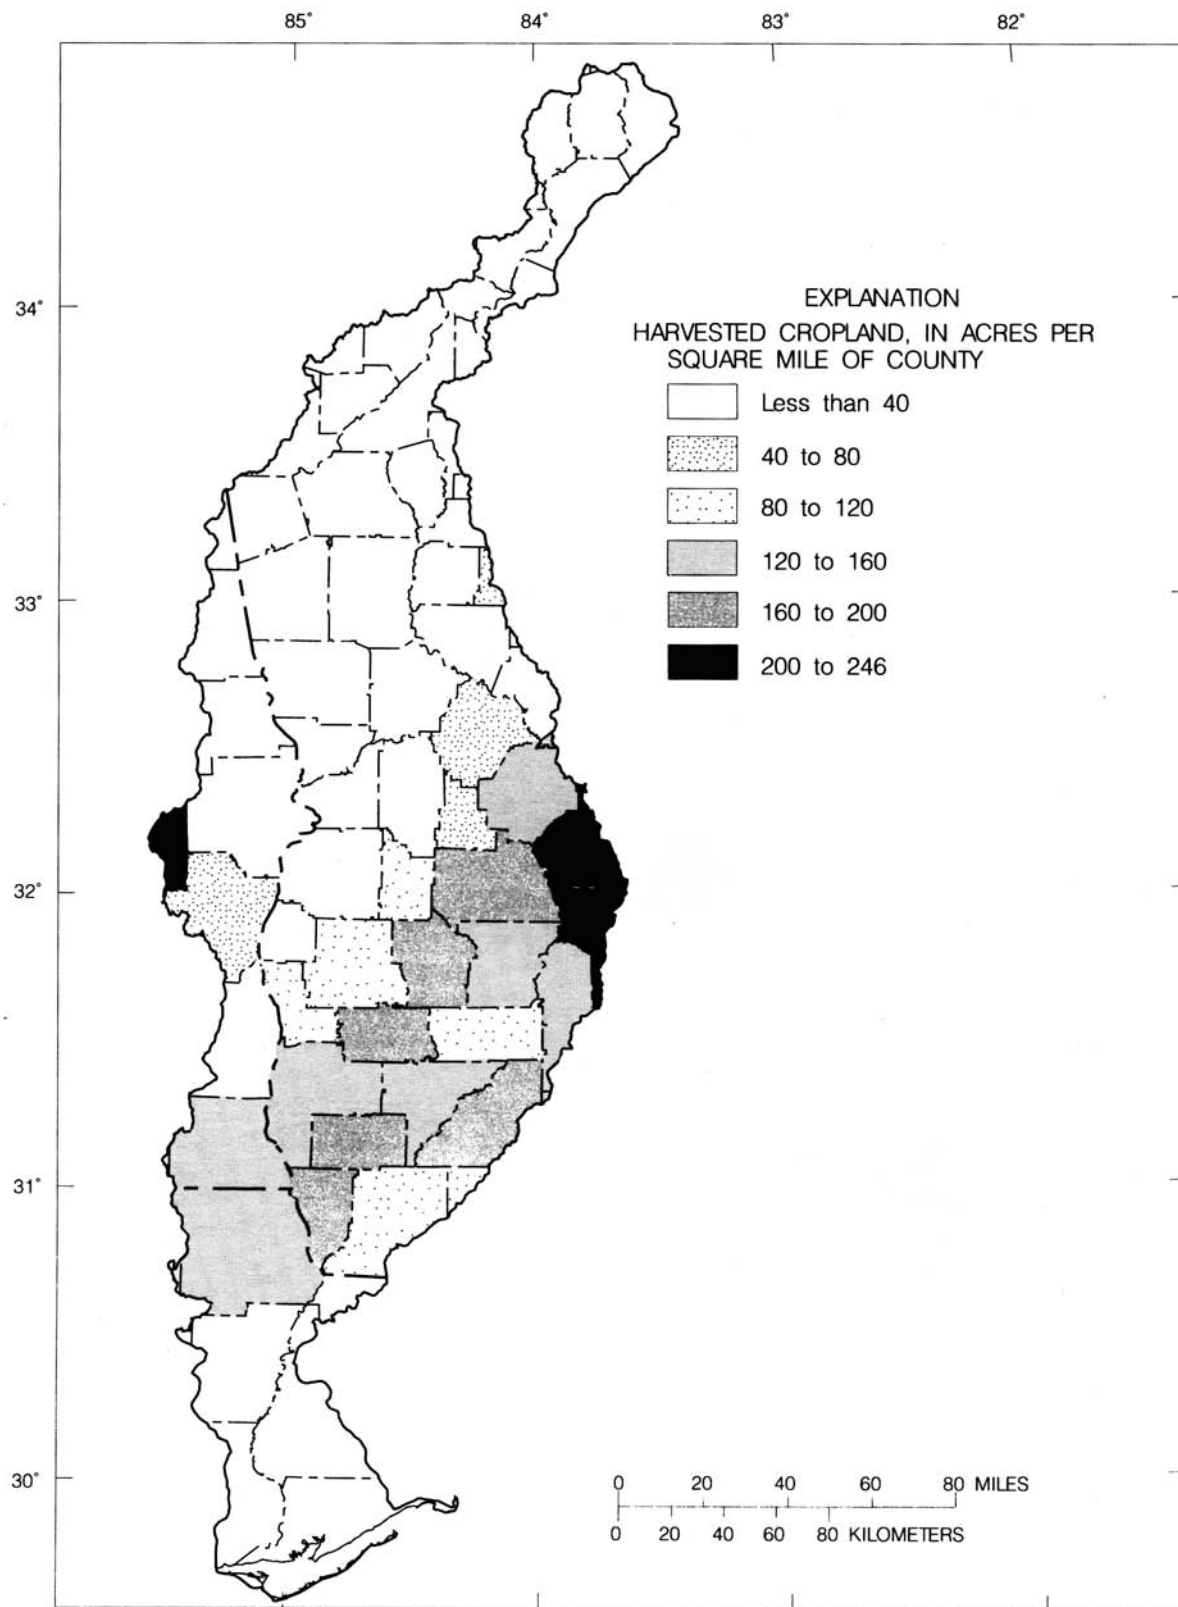 85° 84° 83° 82°
34°
33°
32°
31°
30°
EXPLANATION
HARVESTED CROPLAND, IN ACRES PER
SQUARE MILE OF COUNTY
Less than 40
40 to 80
80 to 120
120 to 160
160 to 200
200 to 246
0 20 40 60 80 MILES
0 20 40 60 80 KILOMETERS